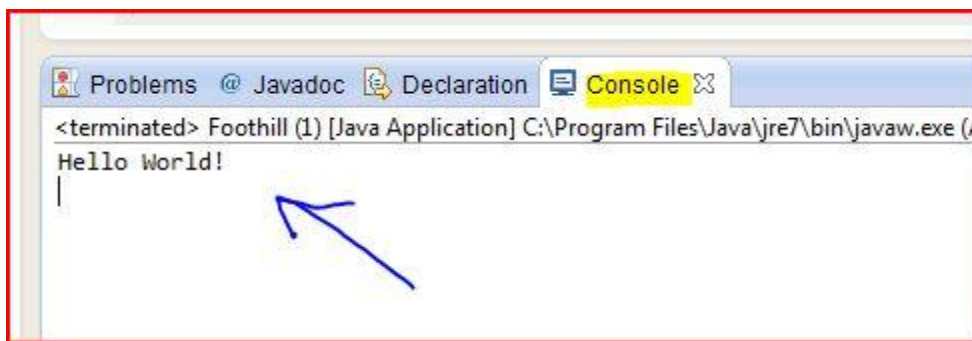 Problems @ Javadoc Declaration Console
<terminated> Foothill (1) [Java Application] C:\Program Files\Java\jre7\bin\javaw.exe (
Hello World!